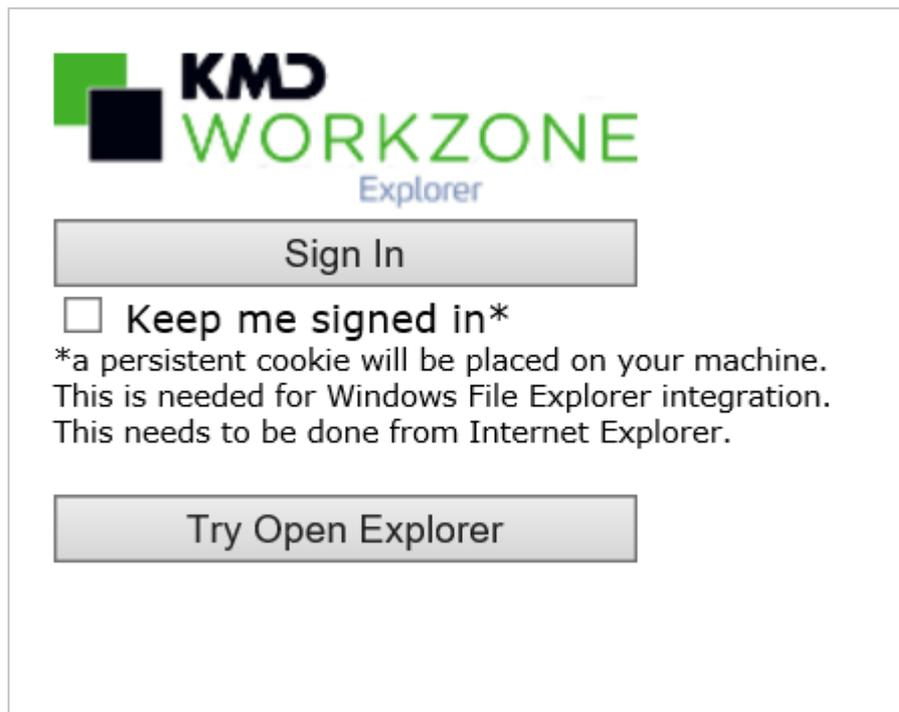 KMD
WORKZONE
Explorer
Sign In
Keep me signed in*
*a persistent cookie will be placed on your machine.
This is needed for Windows File Explorer integration.
This needs to be done from Internet Explorer.
Try Open Explorer